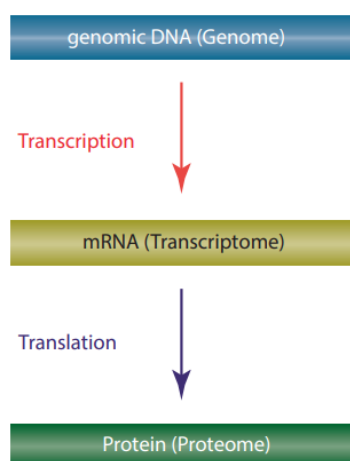 genomic DNA (Genome)
Transcription
mRNA (Transcriptome)
Translation
Protein (Proteome)